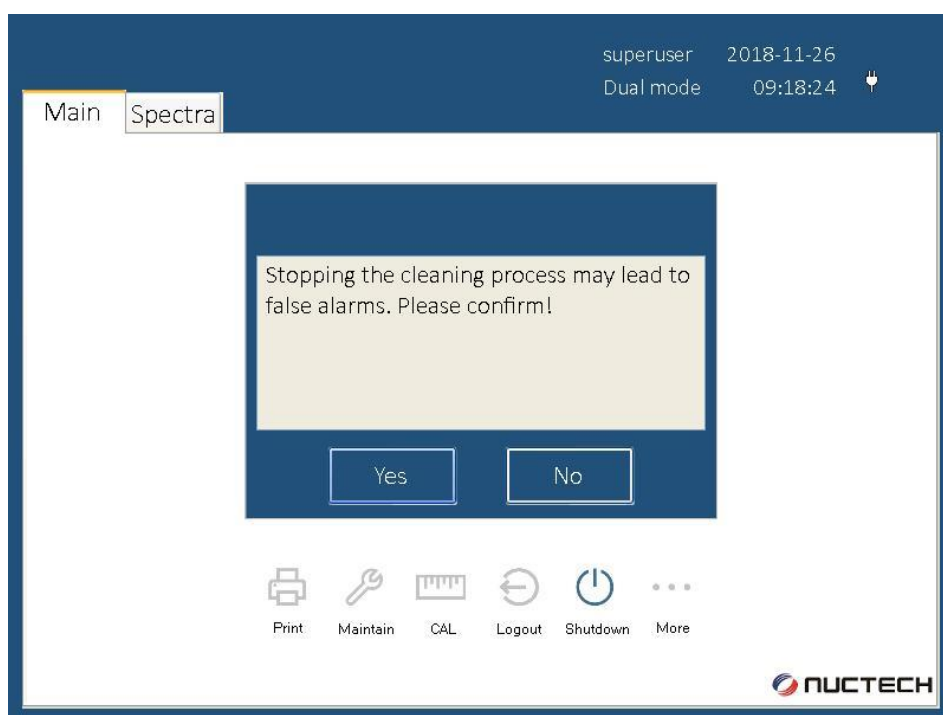 superuser 2018-11-26
Dual mode 09:18:24
Main Spectra
Stopping the cleaning process may lead to
false alarms. Please confirm!
Yes No
Print Maintain CAL Logout Shutdown More
NUCTECH